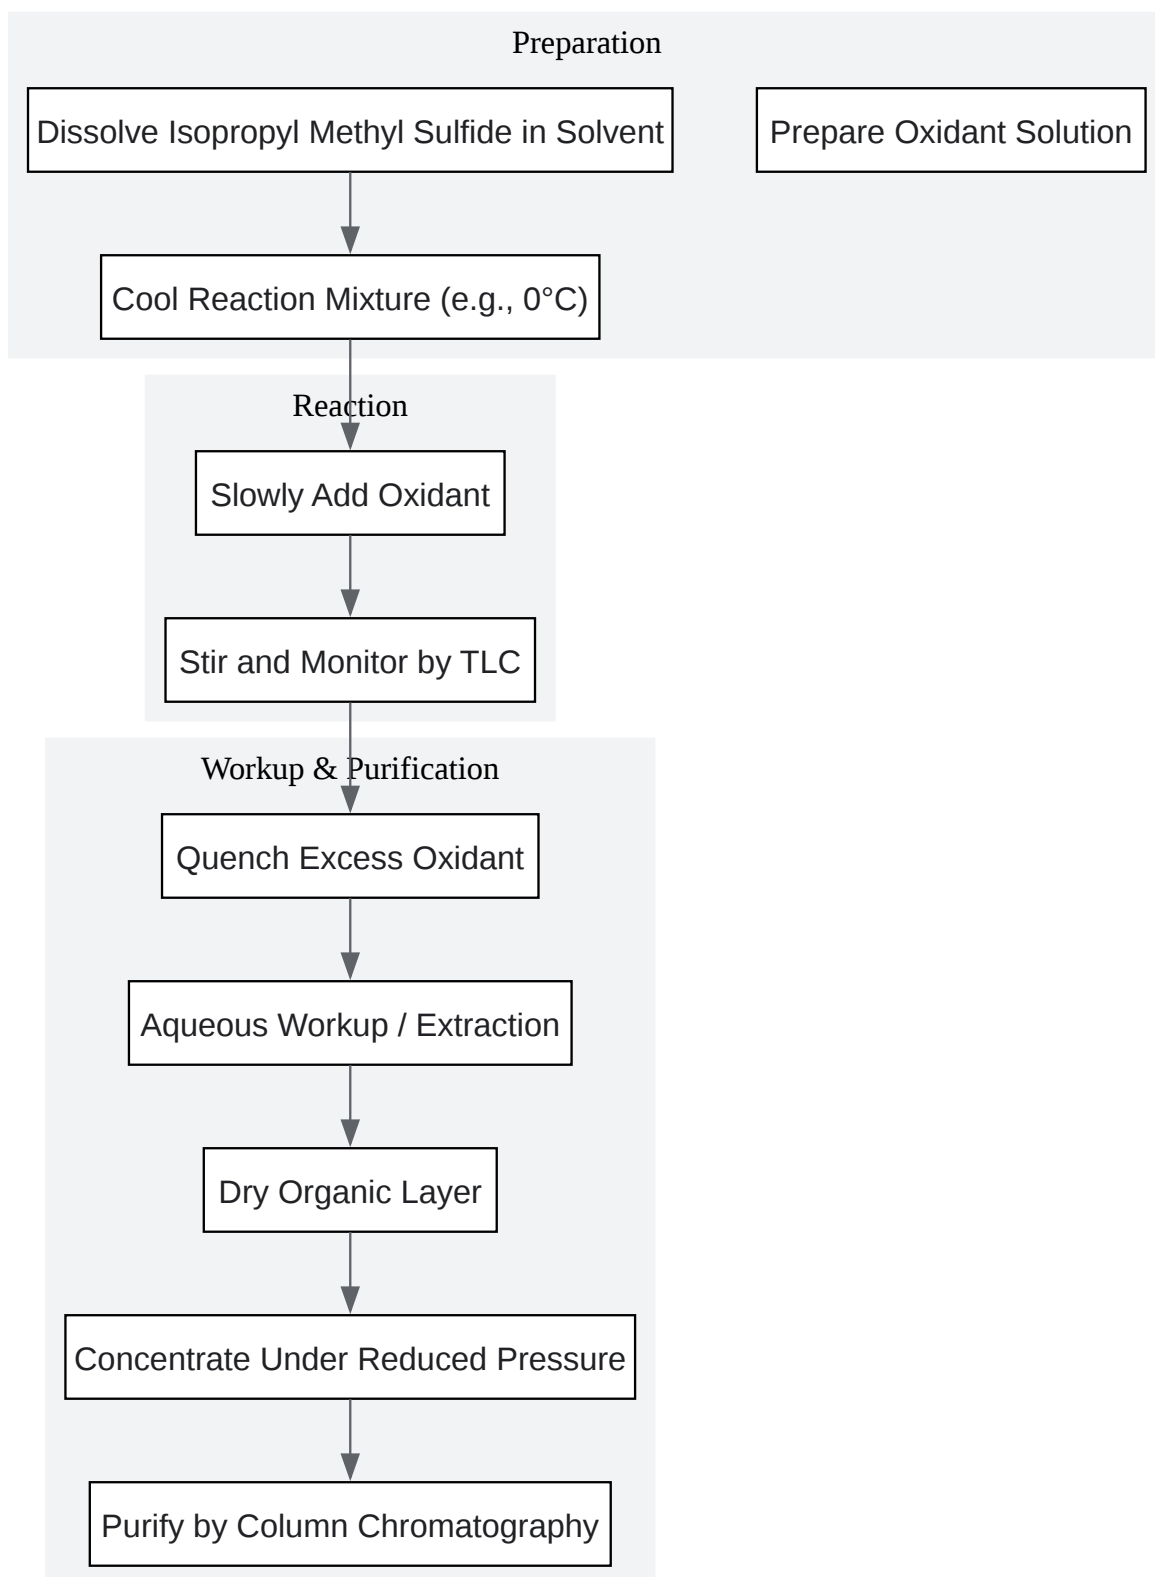 Preparation
Dissolve Isopropyl Methyl Sulfide in Solvent
Prepare Oxidant Solution
Cool Reaction Mixture (e.g., 0°C)
Reaction
Slowly Add Oxidant
Stir and Monitor by TLC
Workup & Purification
Quench Excess Oxidant
Aqueous Workup / Extraction
Dry Organic Layer
Concentrate Under Reduced Pressure
Purify by Column Chromatography